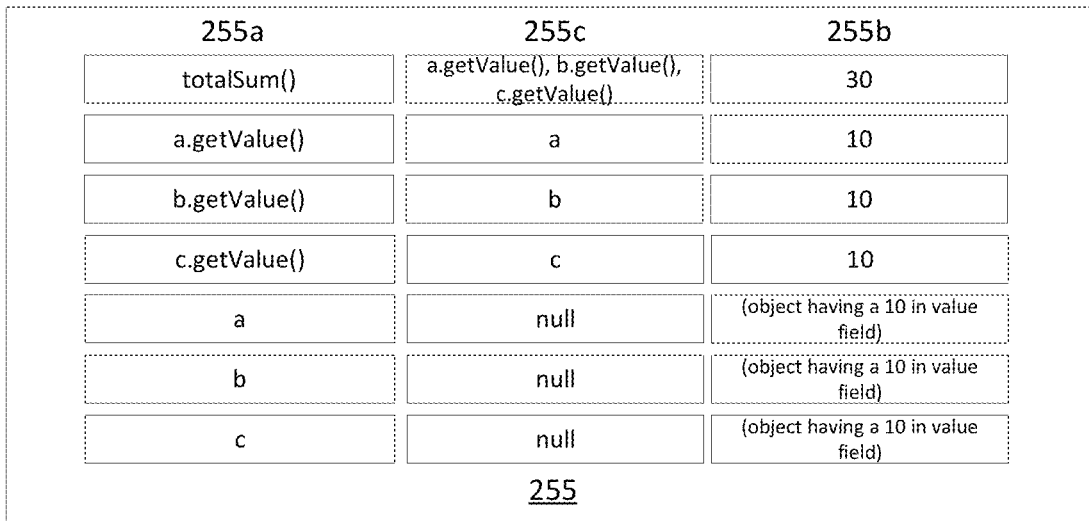 255a 255c 255b
totalSum() a.getValue(), b.getValue(), 30
c.getValue()
a.getValue() a 10
b.getValue() b 10
c.getValue() c 10
a null (object having a 10 in value
field)
b null (object having a 10 in value
field)
c null (object having a 10 in value
field)
255